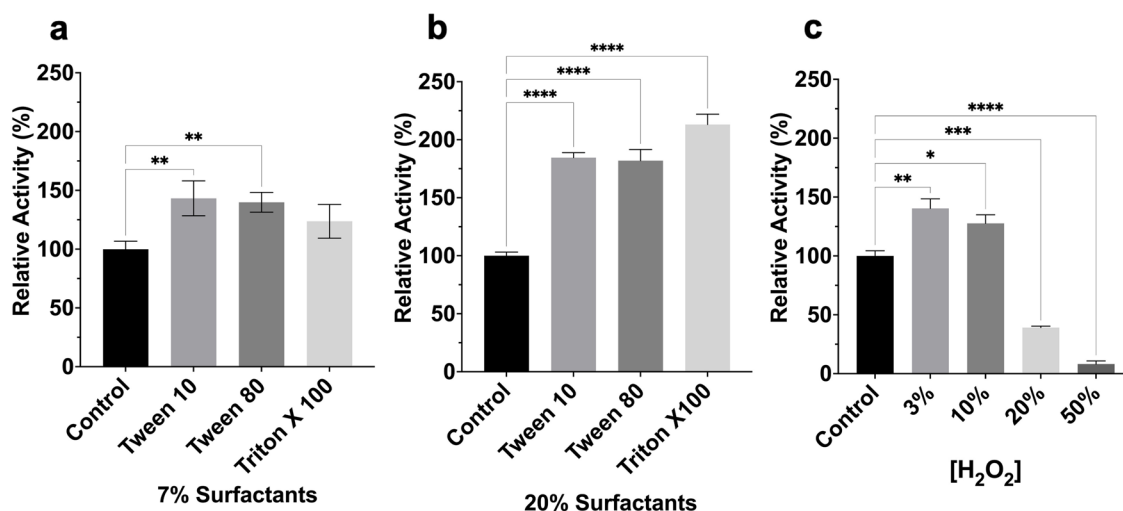 a
Relative Activity (%)
250
200
150
100
50
0
**
**
Control
Tween 10
Tween 80
Triton X 100
7% Surfactants
b
Relative Activity (%)
250
200
150
100
50
0
****
****
****
Control
Tween 10
Tween 80
Triton X100
20% Surfactants
c
Relative Activity (%)
250
200
150
100
50
0
****
***
*
**
Control
3%
10%
20%
50%
[H₂O₂]